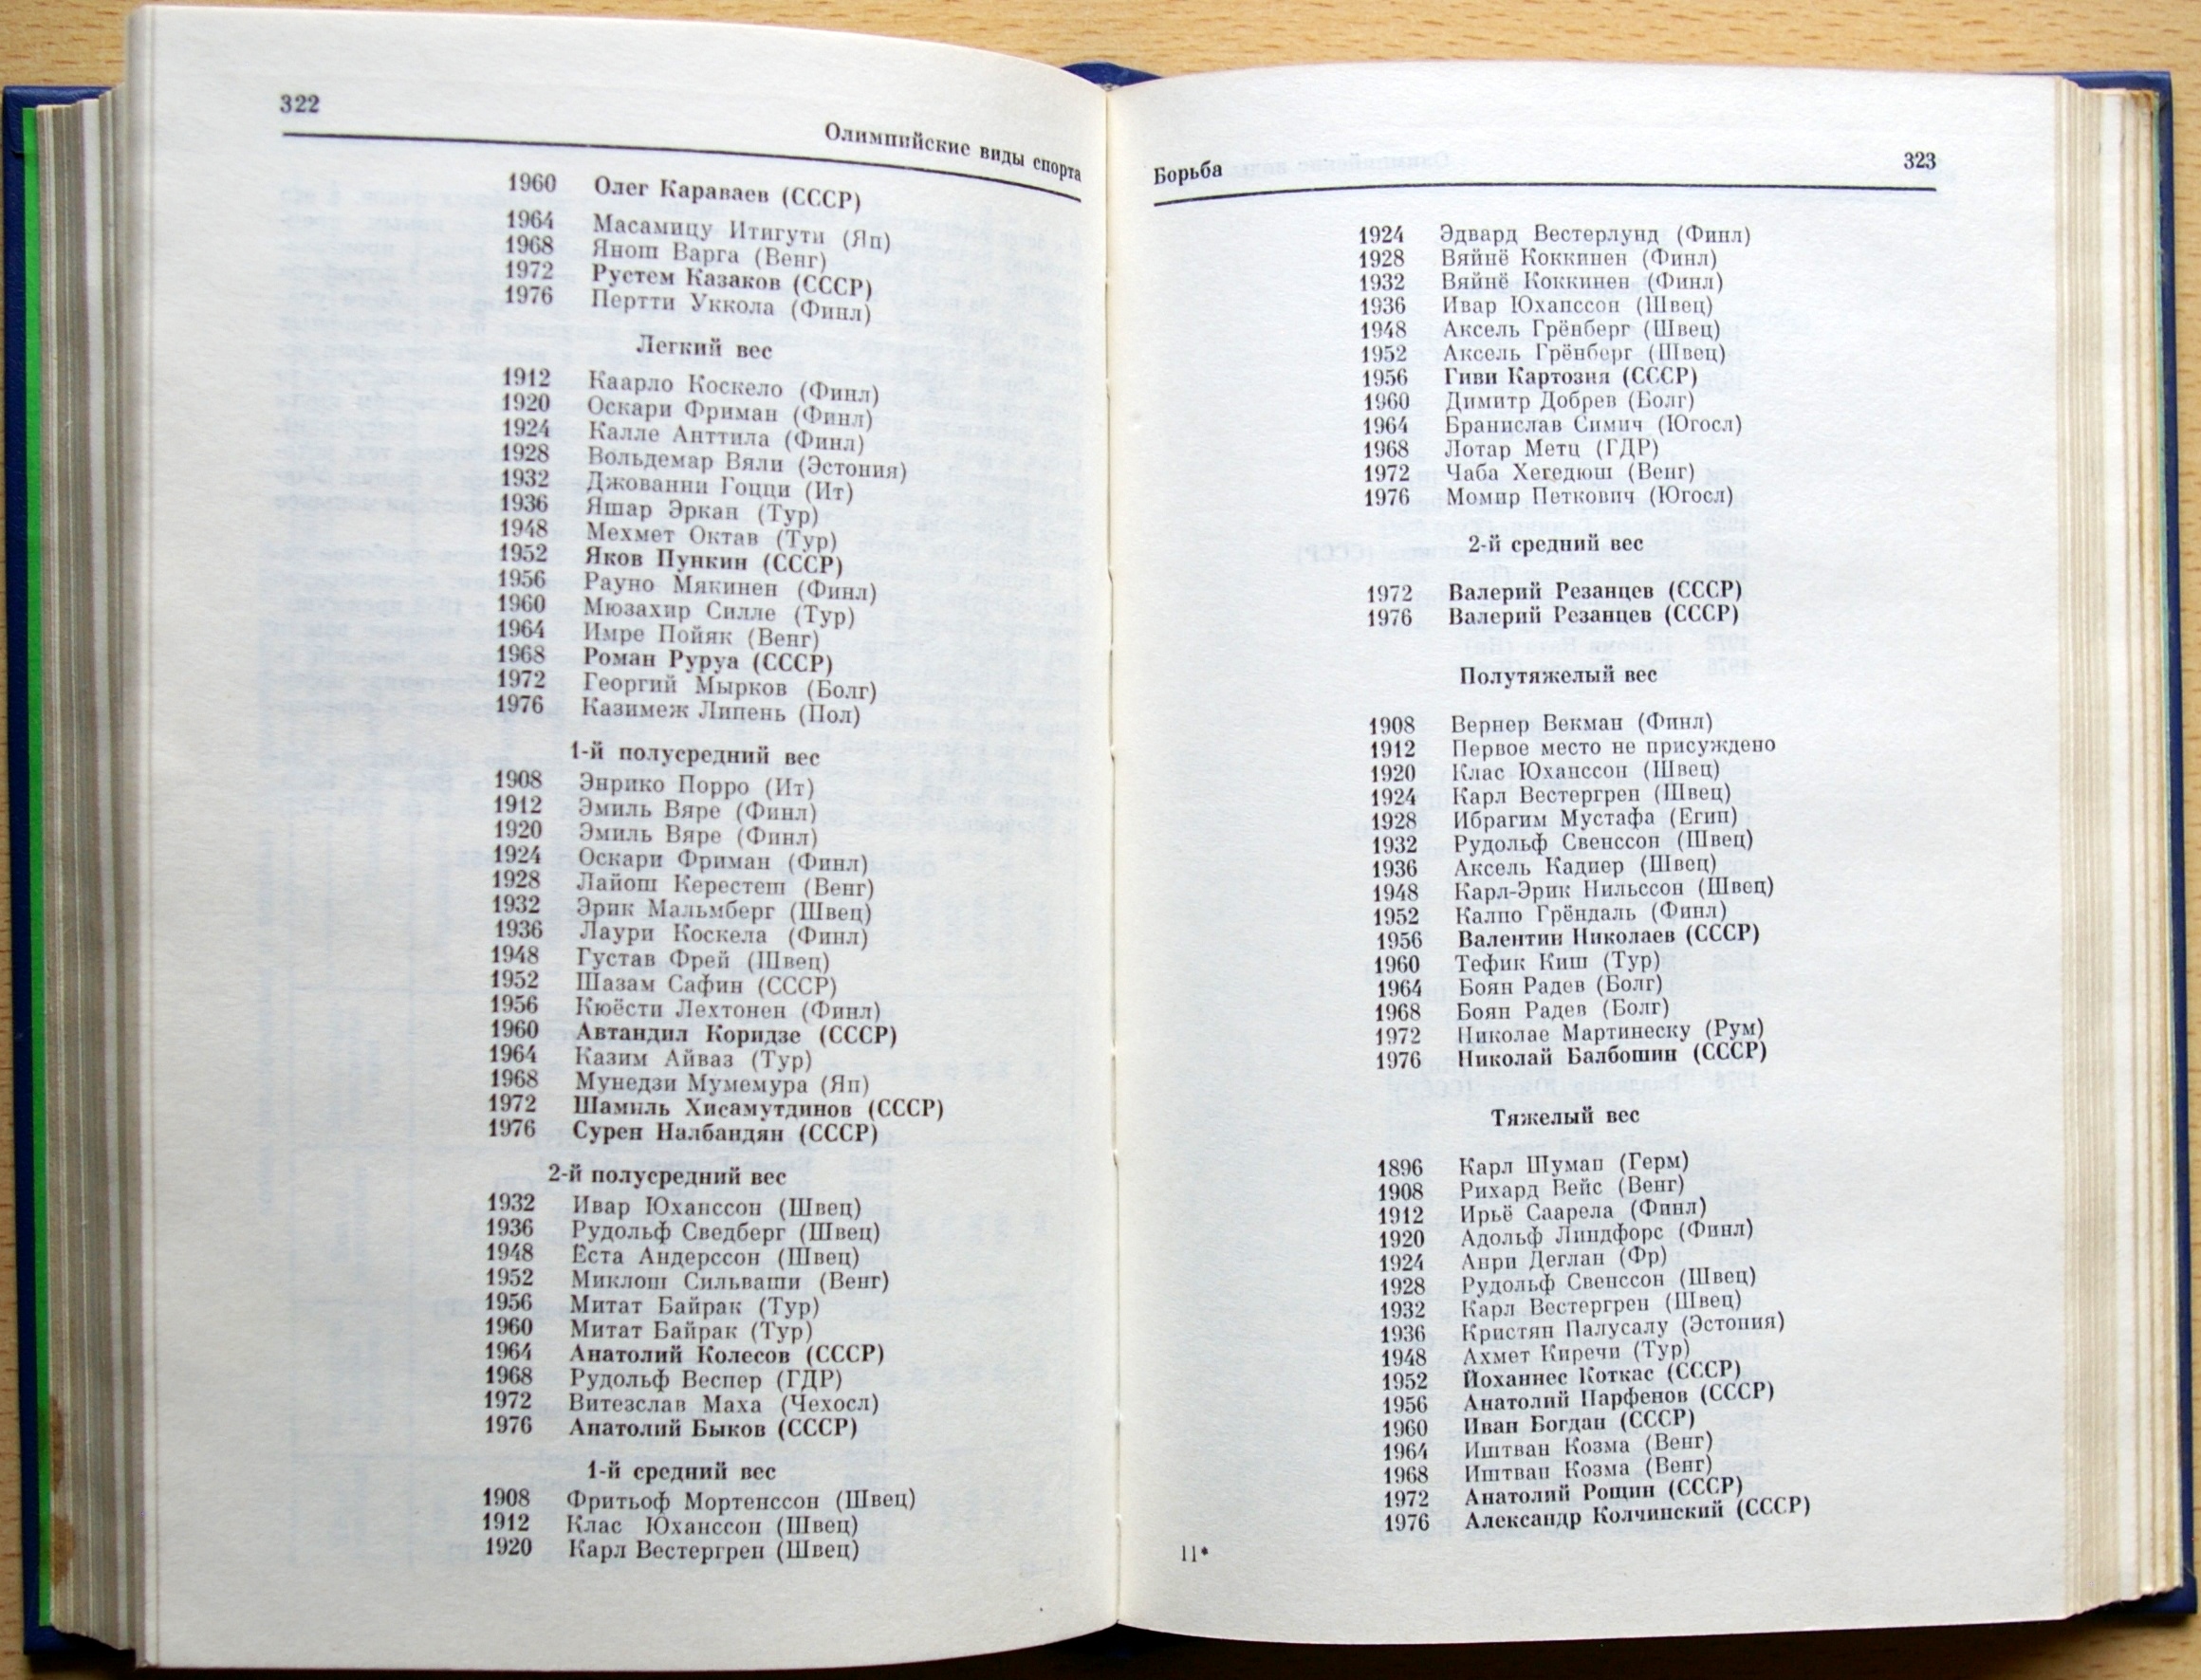 322
Олимпийские виды спорта
1960 Олег Караваев (СССР)
1964 Масамицу Итигути (Яп)
1968 Янош Варга (Венг)
1972 Рустем Казаков (СССР)
1976 Пертти Уккола (Финл)
Легкий вес
1912 Каарло Коскело (Финл)
1920 Оскари Фриман (Финл)
1924 Калле Анттила (Финл)
1928 Вольдемар Вяли (Эстония)
1932 Джованни Гоцци (Ит)
1936 Яшар Эркан (Тур)
1948 Мехмет Октав (Тур)
1952 Яков Пункин (СССР)
1956 Рауно Мякинен (Финл)
1960 Мюзахир Силле (Тур)
1964 Имре Пойяк (Венг)
1968 Роман Руруа (СССР)
1972 Георгий Мырков (Болг)
1976 Казимеж Липень (Пол)
1-й полусредний вес
1908 Энрико Порро (Ит)
1912 Эмиль Вяре (Финл)
1920 Эмиль Вяре (Финл)
1924 Оскари Фриман (Финл)
1928 Лайош Керестеш (Венг)
1932 Эрик Мальмберг (Швец)
1936 Лаури Коскела (Финл)
1948 Густав Фрей (Швец)
1952 Шазам Сафин (СССР)
1956 Кюёсти Лехтонен (Финл)
1960 Автандил Коридзе (СССР)
1964 Казим Айваз (Тур)
1968 Мунедзи Мумемура (Яп)
1972 Шамиль Хисамутдинов (СССР)
1976 Сурен Налбандян (СССР)
2-й полусредний вес
1932 Ивар Юханссон (Швец)
1936 Рудольф Сведберг (Швец)
1948 Ёста Андерссон (Швец)
1952 Миклош Сильваши (Венг)
1956 Митат Байрак (Тур)
1960 Митат Байрак (Тур)
1964 Анатолий Колесов (СССР)
1968 Рудольф Веспер (ГДР)
1972 Витезслав Маха (Чехосл)
1976 Анатолий Быков (СССР)
1-й средний вес
1908 Фритьоф Мортенссон (Швец)
1912 Клас Юханссон (Швец)
1920 Карл Вестергрен (Швец)
Борьба
323
1924 Эдвард Вестерлунд (Финл)
1928 Вяйнё Коккинен (Финл)
1932 Вяйнё Коккинен (Финл)
1936 Ивар Юханссон (Швец)
1948 Аксель Грёнберг (Швец)
1952 Аксель Грёнберг (Швец)
1956 Гиви Картозия (СССР)
1960 Димитр Добрев (Болг)
1964 Бранислав Симич (Югосл)
1968 Лотар Метц (ГДР)
1972 Чаба Хегедюш (Венг)
1976 Момир Петкович (Югосл)
2-й средний вес
1972 Валерий Резанцев (СССР)
1976 Валерий Резанцев (СССР)
Полутяжелый вес
1908 Вернер Векман (Финл)
1912 Первое место не присуждено
1920 Клас Юханссон (Швец)
1924 Карл Вестергрен (Швец)
1928 Ибрагим Мустафа (Египт)
1932 Рудольф Свенссон (Швец)
1936 Аксель Кадиер (Швец)
1948 Карл-Эрик Нильссон (Швец)
1952 Калпо Грёндаль (Финл)
1956 Валентин Николаев (СССР)
1960 Тефик Киш (Тур)
1964 Боян Радев (Болг)
1968 Боян Радев (Болг)
1972 Николае Мартинеску (Рум)
1976 Николай Балбошин (СССР)
Тяжелый вес
1896 Карл Шуман (Герм)
1908 Рихард Вейс (Венг)
1912 Ирьё Саарела (Финл)
1920 Адольф Линдфорс (Финл)
1924 Анри Деглан (Фр)
1928 Рудольф Свенссон (Швец)
1932 Карл Вестергрен (Швец)
1936 Кристян Палусалу (Эстония)
1948 Ахмет Киречи (Тур)
1952 Йоханнес Коткас (СССР)
1956 Анатолий Парфенов (СССР)
1960 Иван Богдан (СССР)
1964 Иштван Козма (Венг)
1968 Иштван Козма (Венг)
1972 Анатолий Рощин (СССР)
1976 Александр Колчинский (СССР)
11*